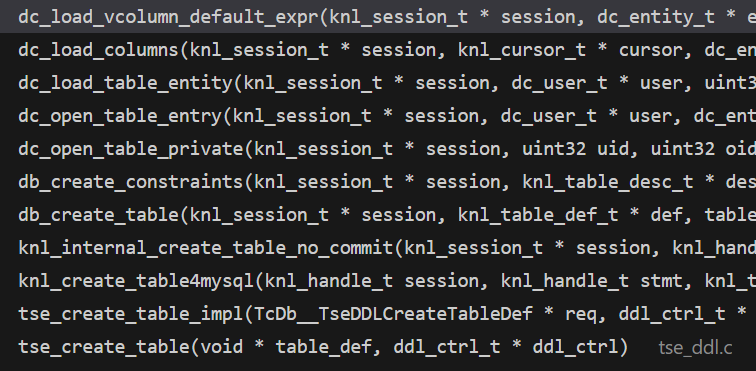 dc_load_vcolumn_default_expr(knl_session_t * session, dc_entity_t * e
dc_load_columns(knl_session_t * session, knl_cursor_t * cursor, dc_en
dc_load_table_entity(knl_session_t * session, dc_user_t * user, uint3
dc_open_table_entry(knl_session_t * session, dc_user_t * user, dc_ent
dc_open_table_private(knl_session_t * session, uint32 uid, uint32 oid
db_create_constraints(knl_session_t * session, knl_table_desc_t * des
db_create_table(knl_session_t * session, knl_table_def_t * def, table
knl_internal_create_table_no_commit(knl_session_t * session, knl_hand
knl_create_table4mysql(knl_handle_t session, knl_handle_t stmt, knl_t
tse_create_table_impl(TcDb__TseDDLCreateTableDef * req, ddl_ctrl_t *
tse_create_table(void * table_def, ddl_ctrl_t * ddl_ctrl) tse_ddl.c